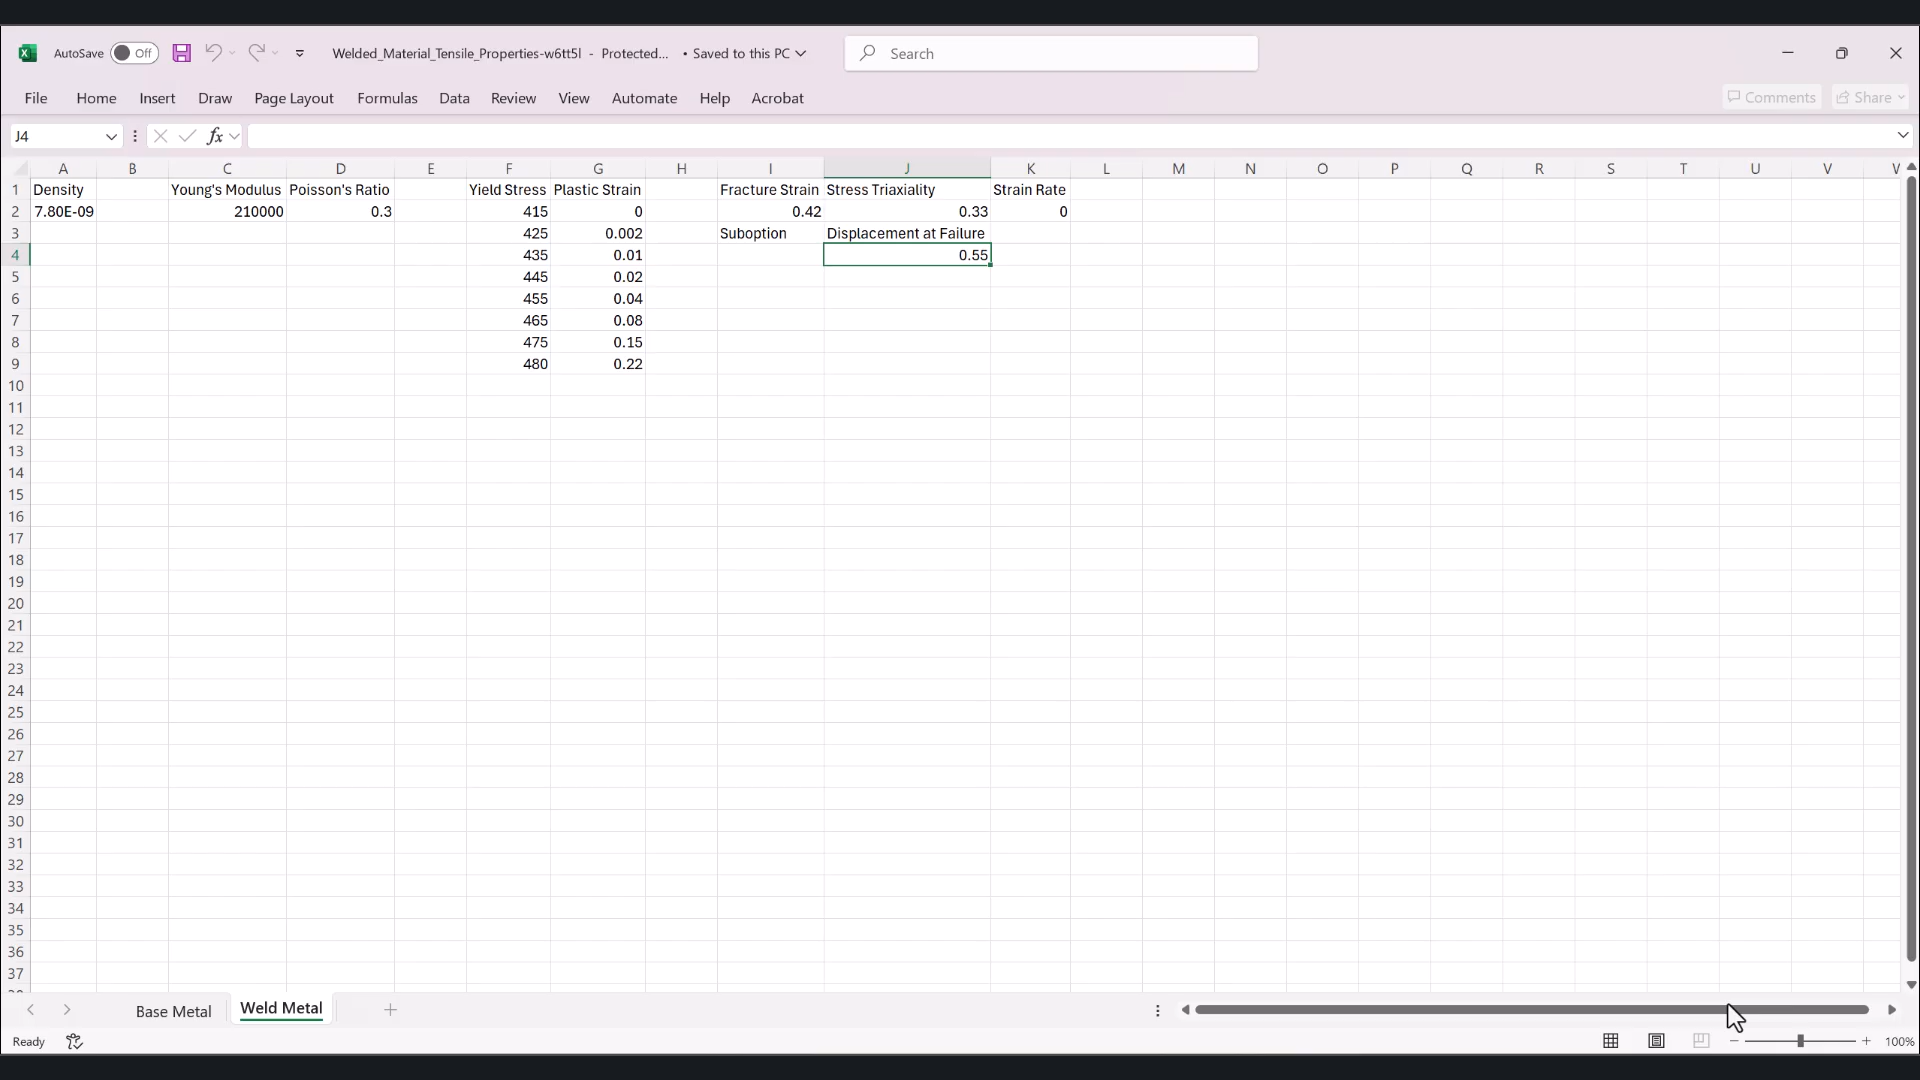 AutoSave Off Welded_Material_Tensile_Properties-w6tt5l - Protected... • Saved to this PC Search
File Home Insert Draw Page Layout Formulas Data Review View Automate Help Acrobat Comments Share
J4 fx
A B C D E F G H I J K L M N O P Q R S T U V
1 Density Young's Modulus Poisson's Ratio Yield Stress Plastic Strain Fracture Strain Stress Triaxiality Strain Rate
2 7.80E-09 210000 0.3 415 0 0.42 0.33 0
3 425 0.002 Suboption Displacement at Failure
4 435 0.01 0.55
5 445 0.02
6 455 0.04
7 465 0.08
8 475 0.15
9 480 0.22
10
11
12
13
14
15
16
17
18
19
20
21
22
23
24
25
26
27
28
29
30
31
32
33
34
35
36
37
Base Metal Weld Metal
Ready 100%